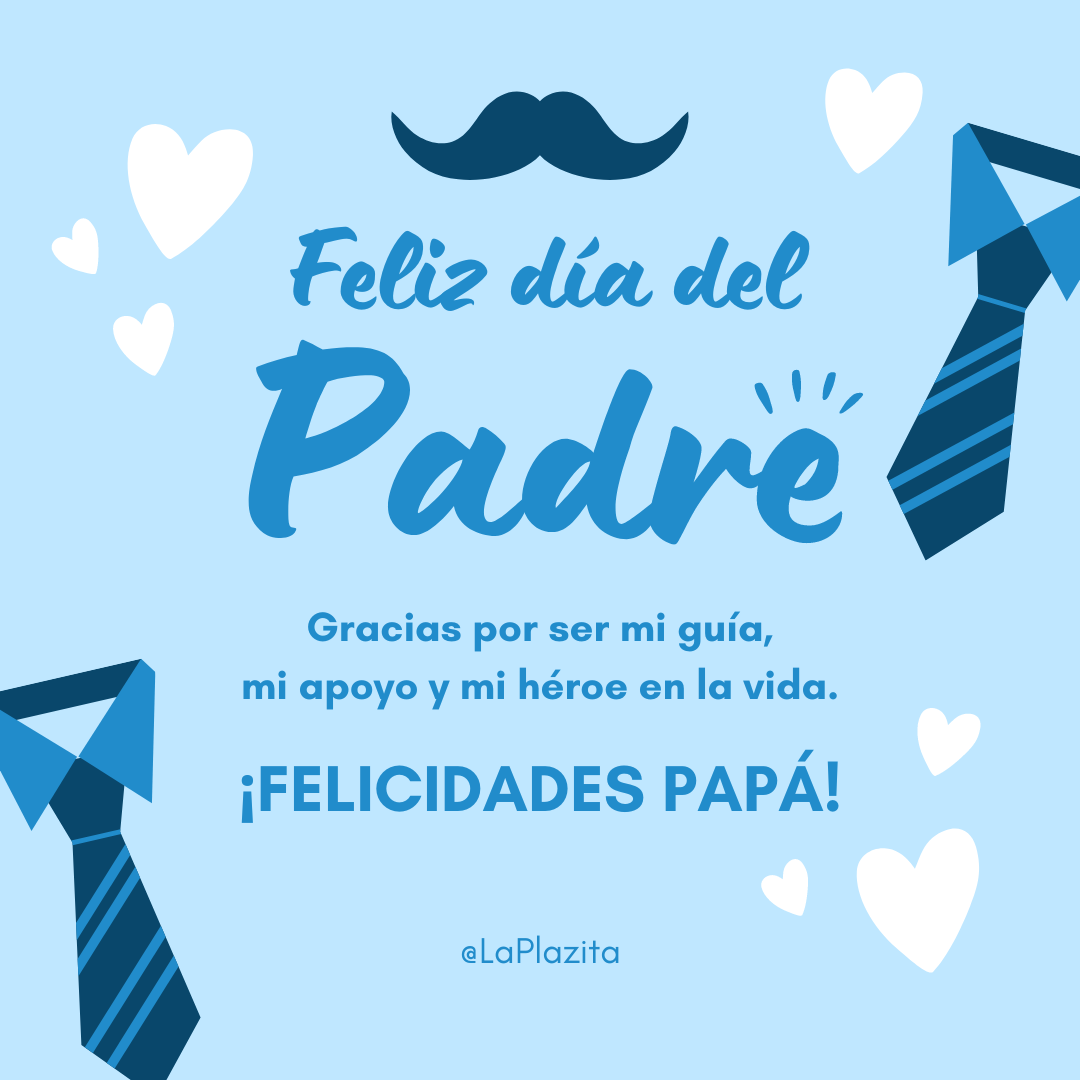 Feliz día del
Padre
Gracias por ser mi guía,
mi apoyo y mi héroe en la vida.
¡FELICIDADES PAPÁ!
@LaPlazita